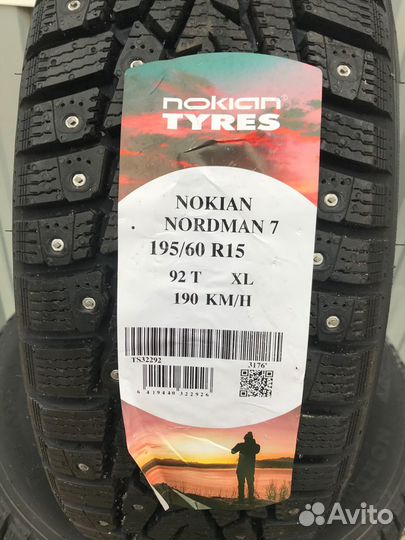 nokian®
TYRES
NOKIAN
NORDMAN 7
195/60 R15
92 T XL
190 KM/H
TS32292 3176
6 419440 322926
Avito